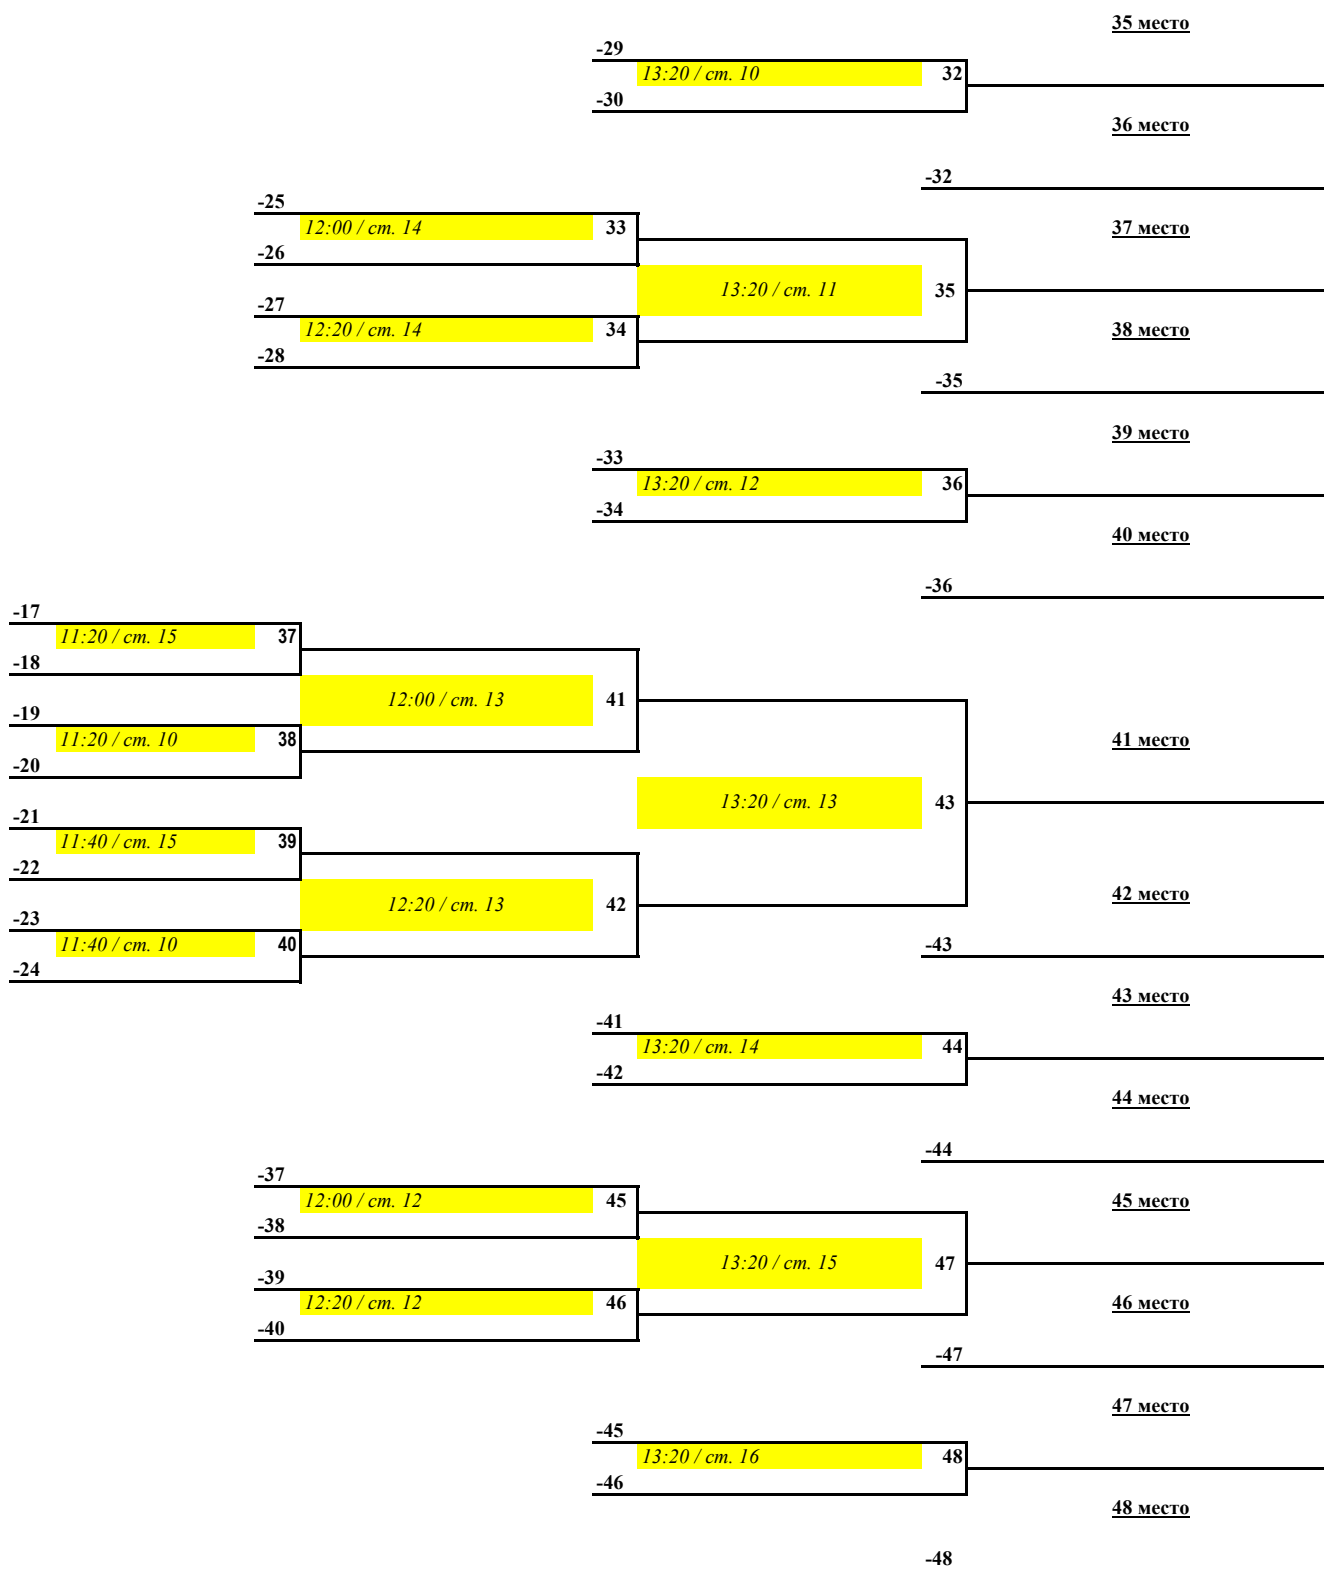 35 место
-29
13:20 / ст. 10 32
-30
36 место
-32
-25
12:00 / ст. 14 33 37 место
-26
13:20 / ст. 11 35
-27
12:20 / ст. 14 34 38 место
-28
-35
39 место
-33
13:20 / ст. 12 36
-34
40 место
-36
-17
11:20 / ст. 15 37
-18
12:00 / ст. 13 41
-19
11:20 / ст. 10 38 41 место
-20
13:20 / ст. 13 43
-21
11:40 / ст. 15 39
-22
42 место
12:20 / ст. 13 42
-23
11:40 / ст. 10 40 -43
-24
43 место
-41
13:20 / ст. 14 44
-42
44 место
-44
-37
12:00 / ст. 12 45 45 место
-38
13:20 / ст. 15 47
-39
12:20 / ст. 12 46 46 место
-40
-47
47 место
-45
13:20 / ст. 16 48
-46
48 место
-48